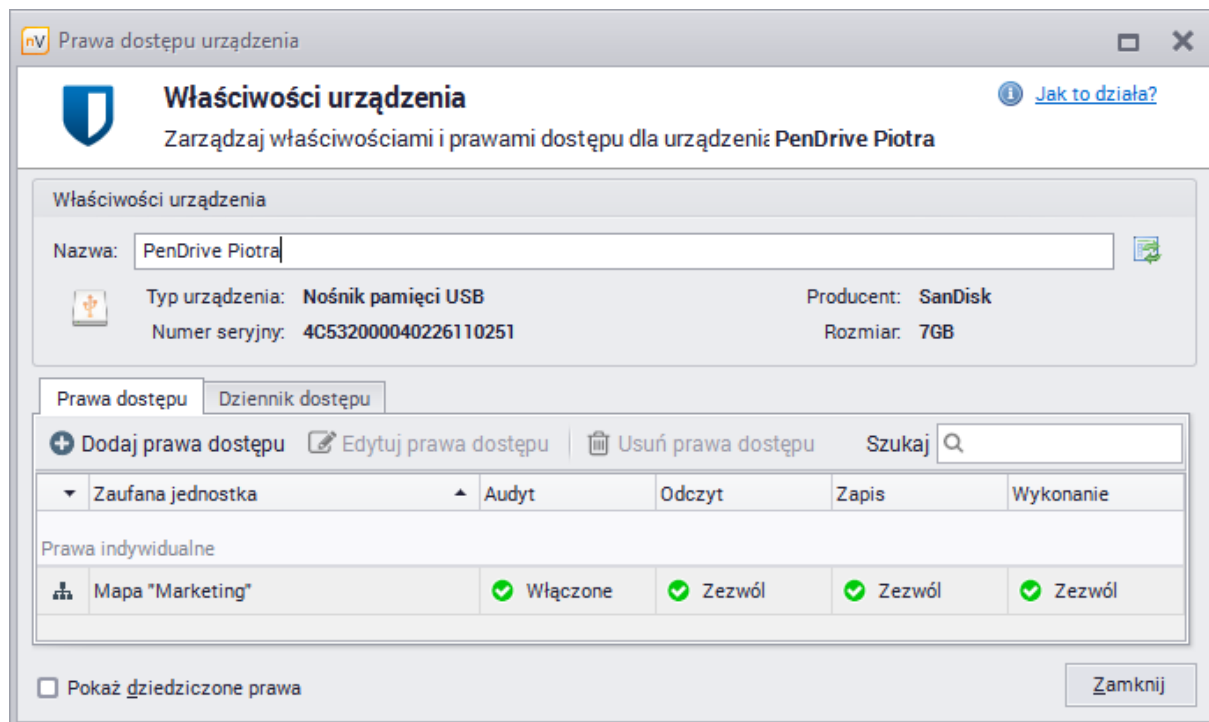 nV Prawa dostępu urządzenia
Właściwości urządzenia
Jak to działa?
Zarządzaj właściwościami i prawami dostępu dla urządzenia PenDrive Piotra
Właściwości urządzenia
Nazwa: PenDrive Piotra
Typ urządzenia: Nośnik pamięci USB Producent: SanDisk
Numer seryjny: 4C532000040226110251 Rozmiar: 7GB
Prawa dostępu Dziennik dostępu
Dodaj prawa dostępu Edytuj prawa dostępu Usuń prawa dostępu Szukaj
Zaufana jednostka Audyt Odczyt Zapis Wykonanie
Prawa indywidualne
Mapa "Marketing" Włączone Zezwól Zezwól Zezwól
Pokaż dziedziczone prawa Zamknij